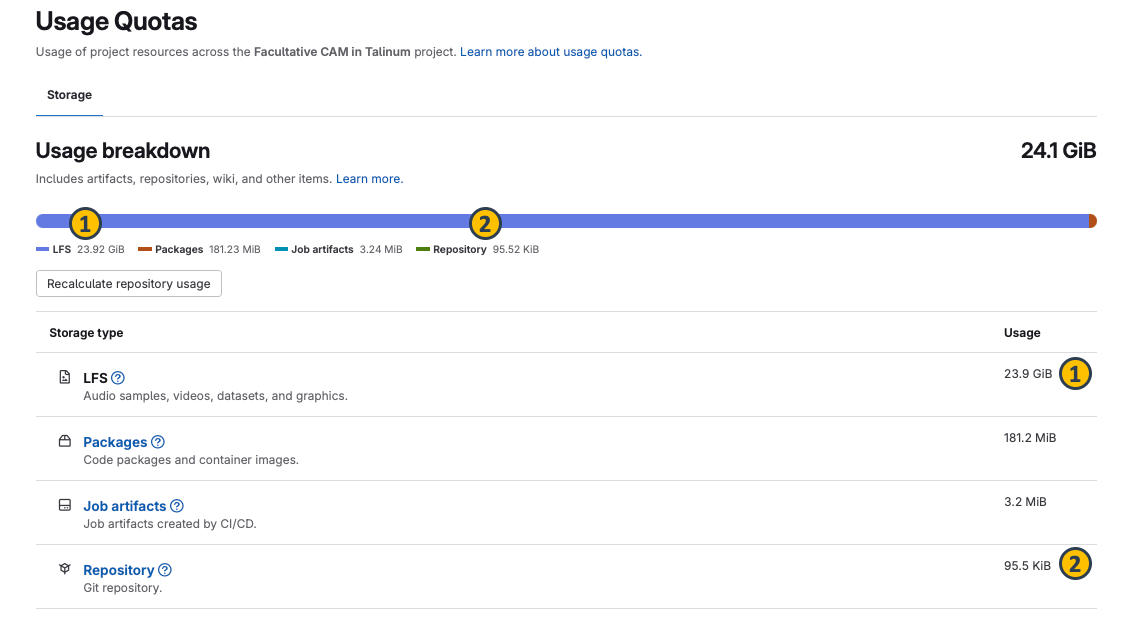 Usage Quotas
Usage of project resources across the Facultative CAM in Talinum project. Learn more about usage quotas.
Storage
Usage breakdown 24.1 GiB
Includes artifacts, repositories, wiki, and other items. Learn more.
1 2
LFS 23.92 GiB Packages 181.23 MiB Job artifacts 3.24 MiB Repository 95.52 KiB
Recalculate repository usage
Storage type Usage
LFS ? 23.9 GiB 1
Audio samples, videos, datasets, and graphics.
Packages ? 181.2 MiB
Code packages and container images.
Job artifacts ? 3.2 MiB
Job artifacts created by CI/CD.
Repository ? 95.5 KiB 2
Git repository.